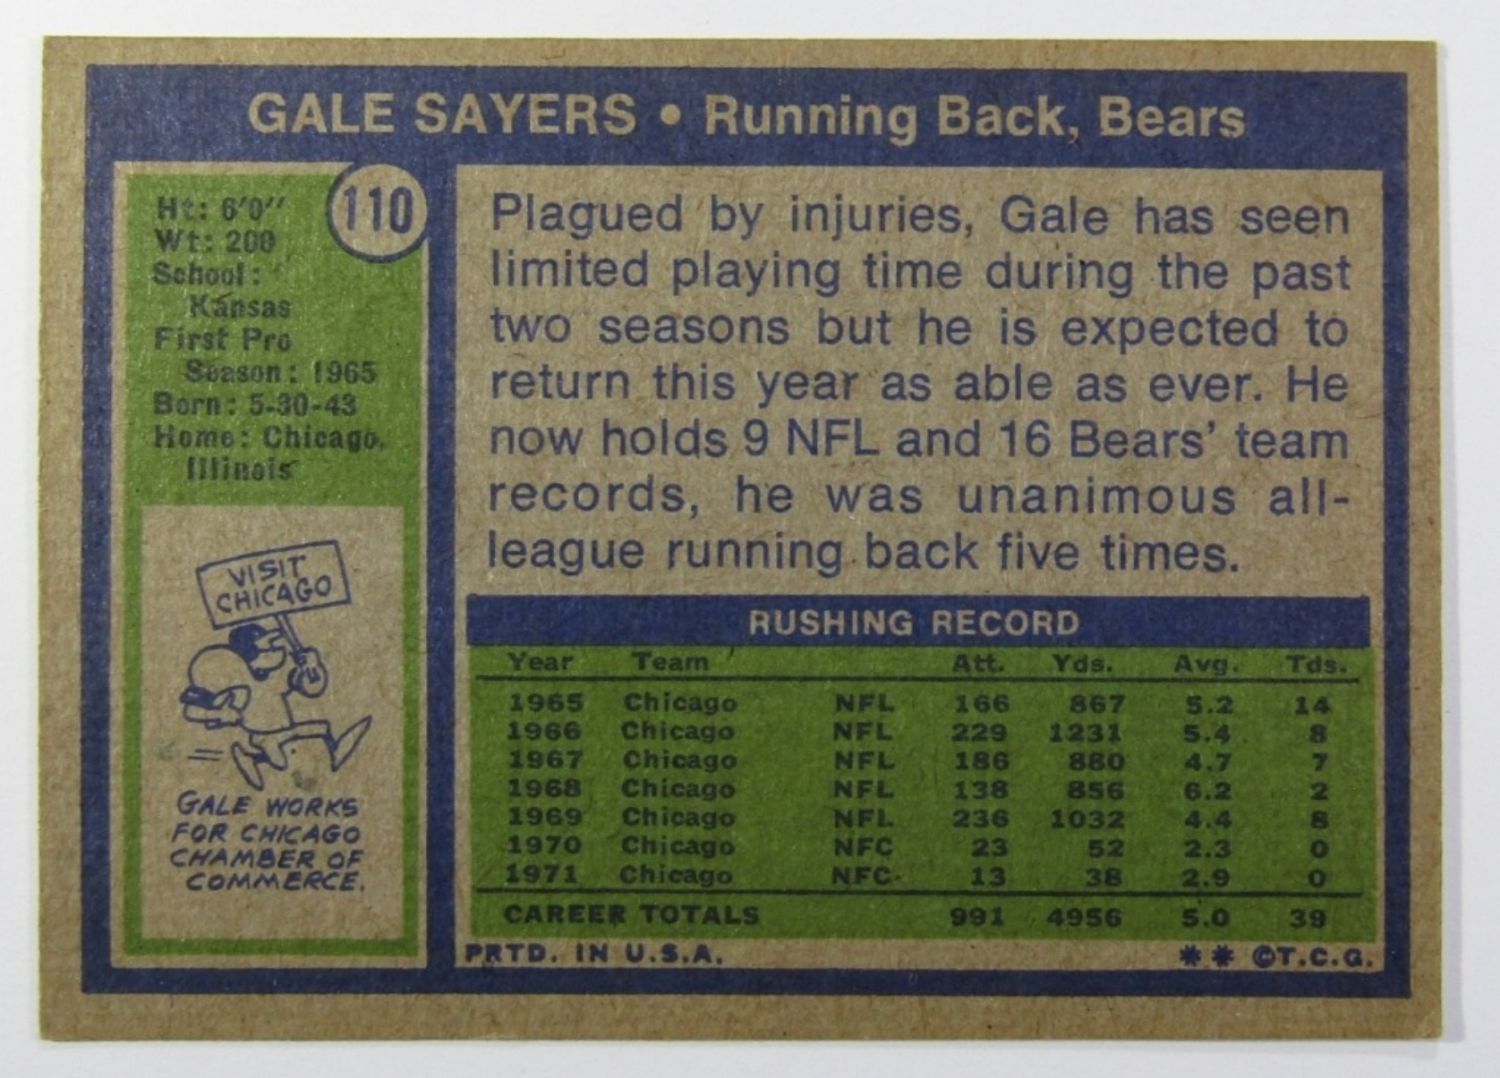 GALE SAYERS • Running Back, Bears
110
Ht: 6'0"
Wt: 200
School:
Kansas
First Pro
Season: 1965
Born: 5-30-43
Home: Chicago,
Illinois
VISIT
CHICAGO
GALE WORKS
FOR CHICAGO
CHAMBER OF
COMMERCE.
Plagued by injuries, Gale has seen
limited playing time during the past
two seasons but he is expected to
return this year as able as ever. He
now holds 9 NFL and 16 Bears' team
records, he was unanimous all-
league running back five times.
RUSHING RECORD
Year Team Att. Yds. Avg. Tds.
1965 Chicago NFL 166 867 5.2 14
1966 Chicago NFL 229 1231 5.4 8
1967 Chicago NFL 186 880 4.7 7
1968 Chicago NFL 138 856 6.2 2
1969 Chicago NFL 236 1032 4.4 8
1970 Chicago NFC 23 52 2.3 0
1971 Chicago NFC 13 38 2.9 0
CAREER TOTALS 991 4956 5.0 39
PRTD. IN U.S.A. ** ©T.C.G.